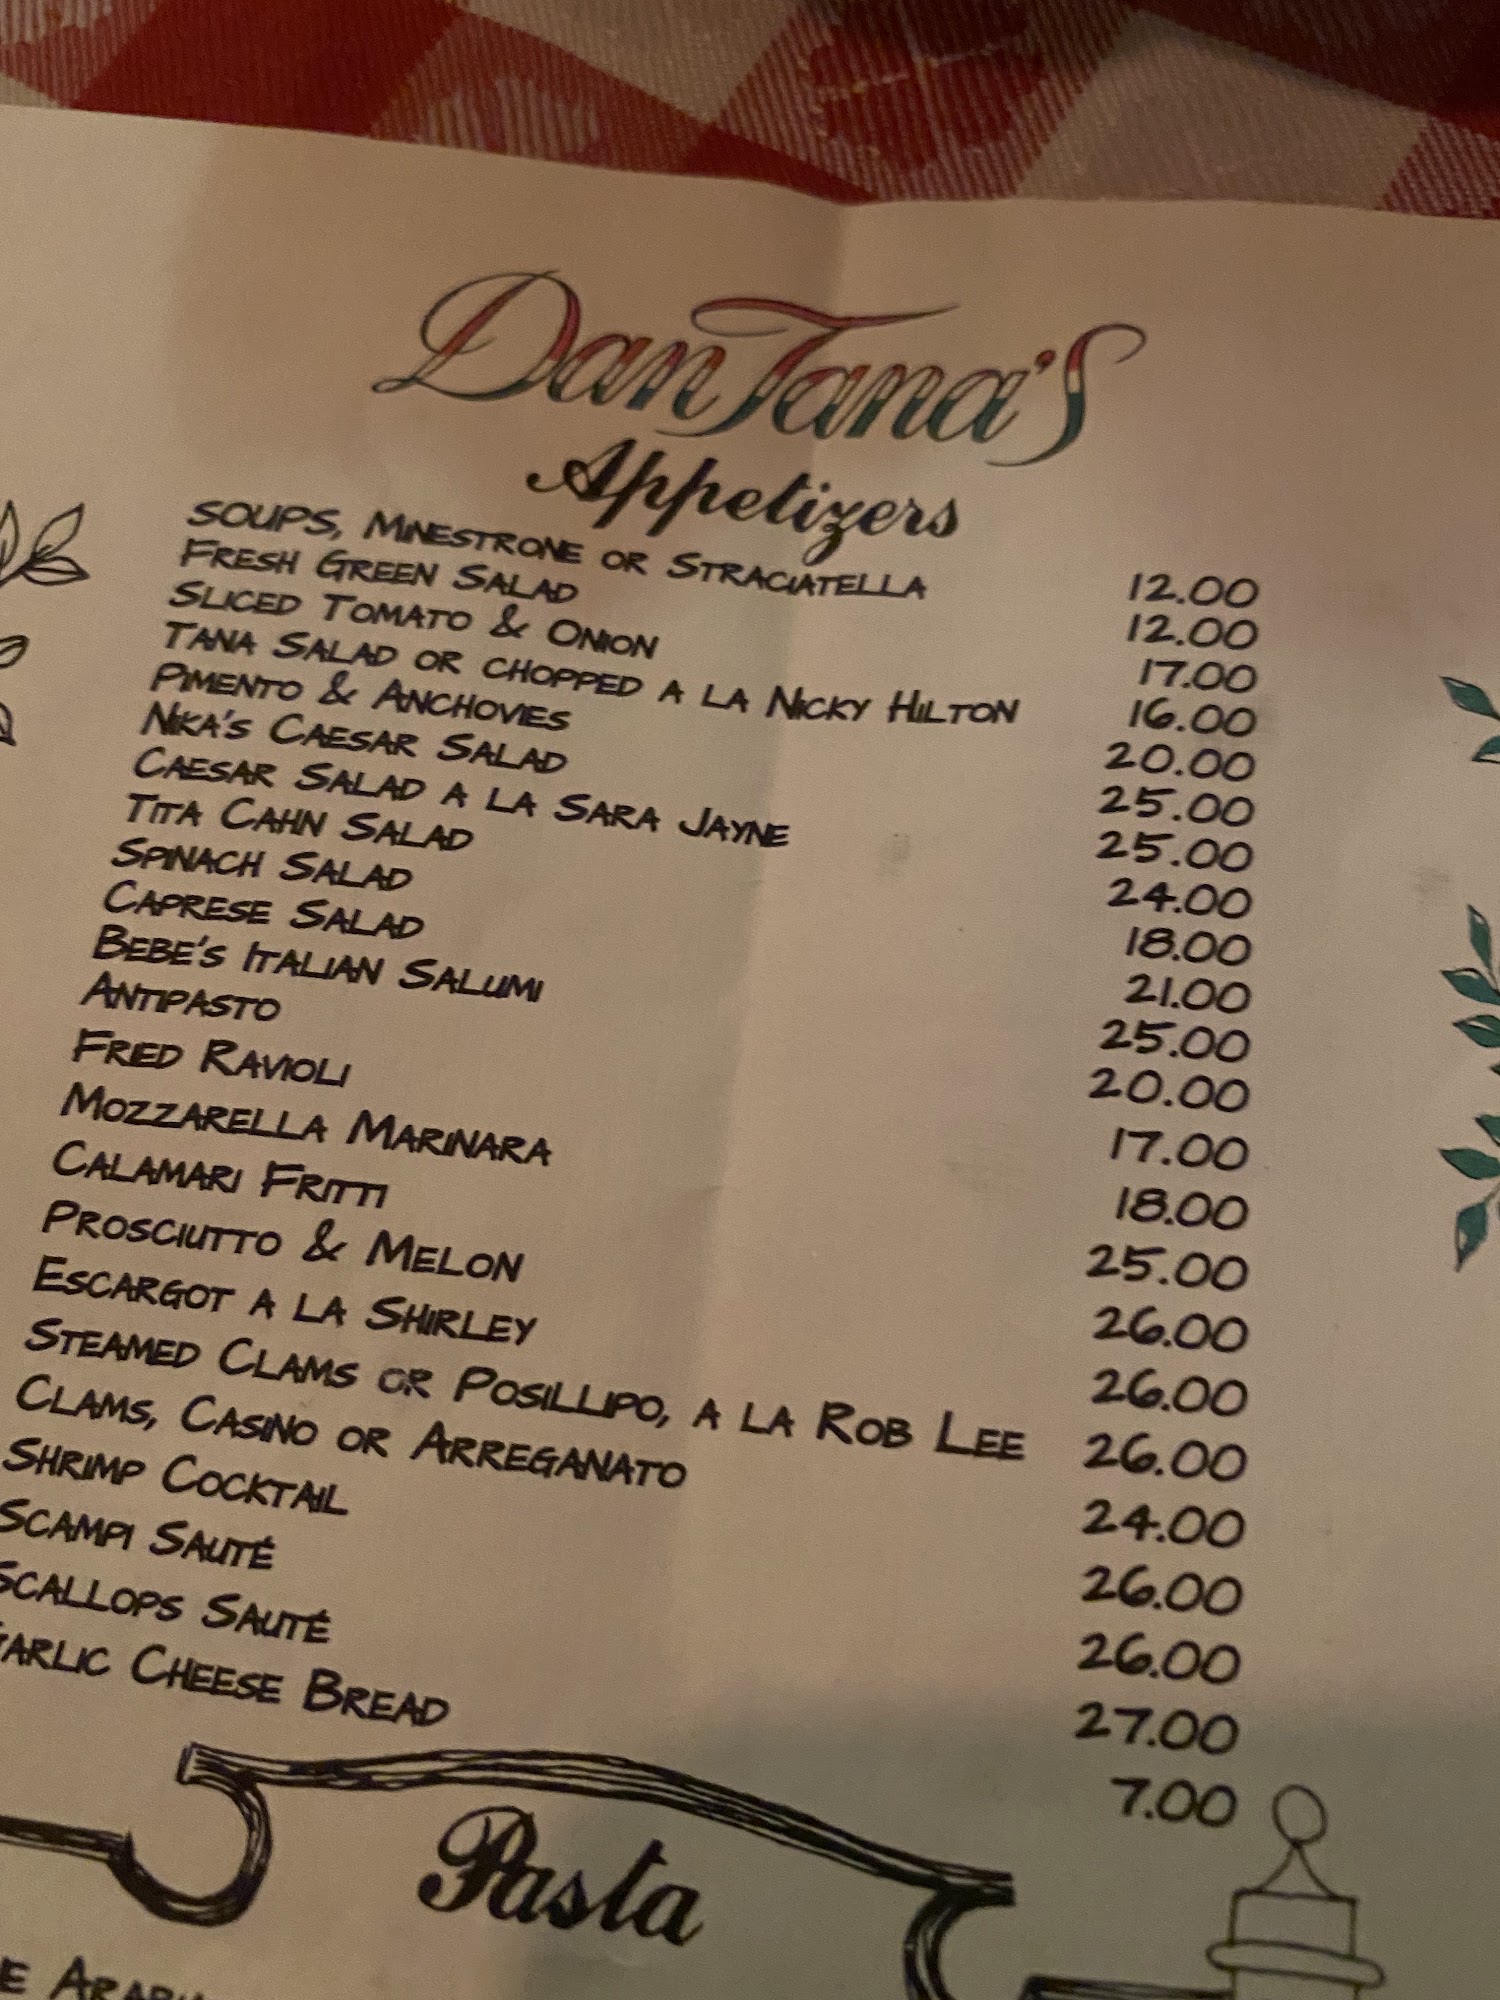 Dan Tana's
Appetizers
SOUPS, MINESTRONE OR STRACIATELLA 12.00
FRESH GREEN SALAD 12.00
SLICED TOMATO & ONION 17.00
TANA SALAD OR CHOPPED A LA NICKY HILTON 16.00
PIMENTO & ANCHOVIES 20.00
NIKA'S CAESAR SALAD 25.00
CAESAR SALAD A LA SARA JAYNE 25.00
TITA CAHN SALAD 24.00
SPINACH SALAD 18.00
CAPRESE SALAD 21.00
BEBE'S ITALIAN SALUMI 25.00
ANTIPASTO 20.00
FRIED RAVIOLI 17.00
MOZZARELLA MARINARA 18.00
CALAMARI FRITTI 25.00
PROSCIUTTO & MELON 26.00
ESCARGOT A LA SHIRLEY 26.00
STEAMED CLAMS OR POSILLIPO, A LA ROB LEE 26.00
CLAMS, CASINO OR ARREGANATO 24.00
SHRIMP COCKTAIL 26.00
SCAMPI SAUTÉ 26.00
SCALLOPS SAUTÉ 27.00
GARLIC CHEESE BREAD 7.00
Pasta